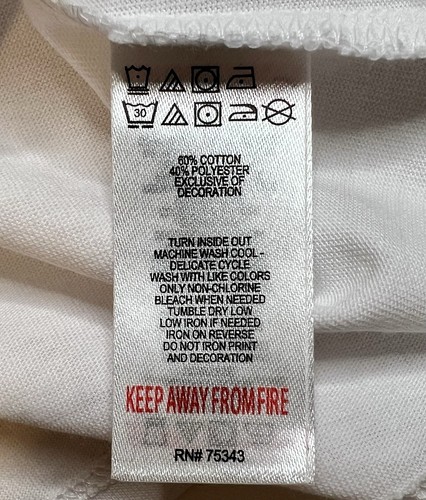 30
60% COTTON
40% POLYESTER
EXCLUSIVE OF
DECORATION
TURN INSIDE OUT
MACHINE WASH COOL -
DELICATE CYCLE
WASH WITH LIKE COLORS
ONLY NON-CHLORINE
BLEACH WHEN NEEDED
TUMBLE DRY LOW
LOW IRON IF NEEDED
IRON ON REVERSE
DO NOT IRON PRINT
AND DECORATION
KEEP AWAY FROM FIRE
RN# 75343